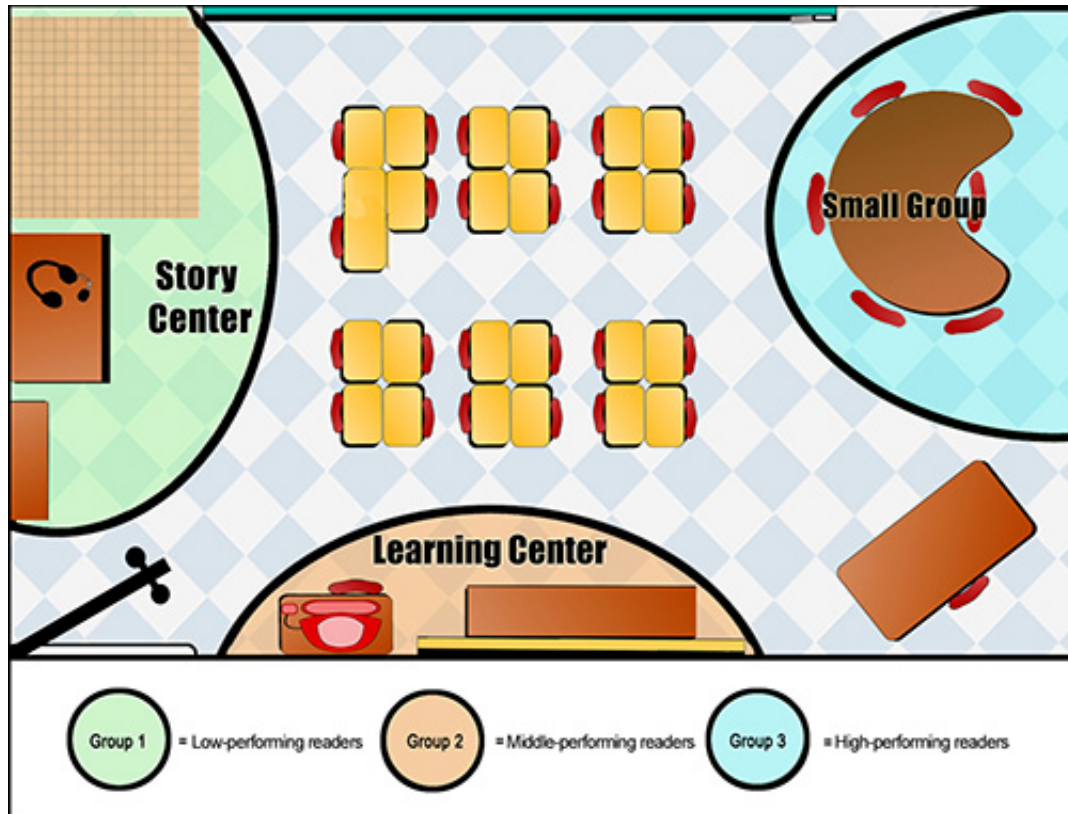 Small Group
Story
Center
Learning Center
Group 1 = Low-performing readers
Group 2 = Middle-performing readers
Group 3 = High-performing readers